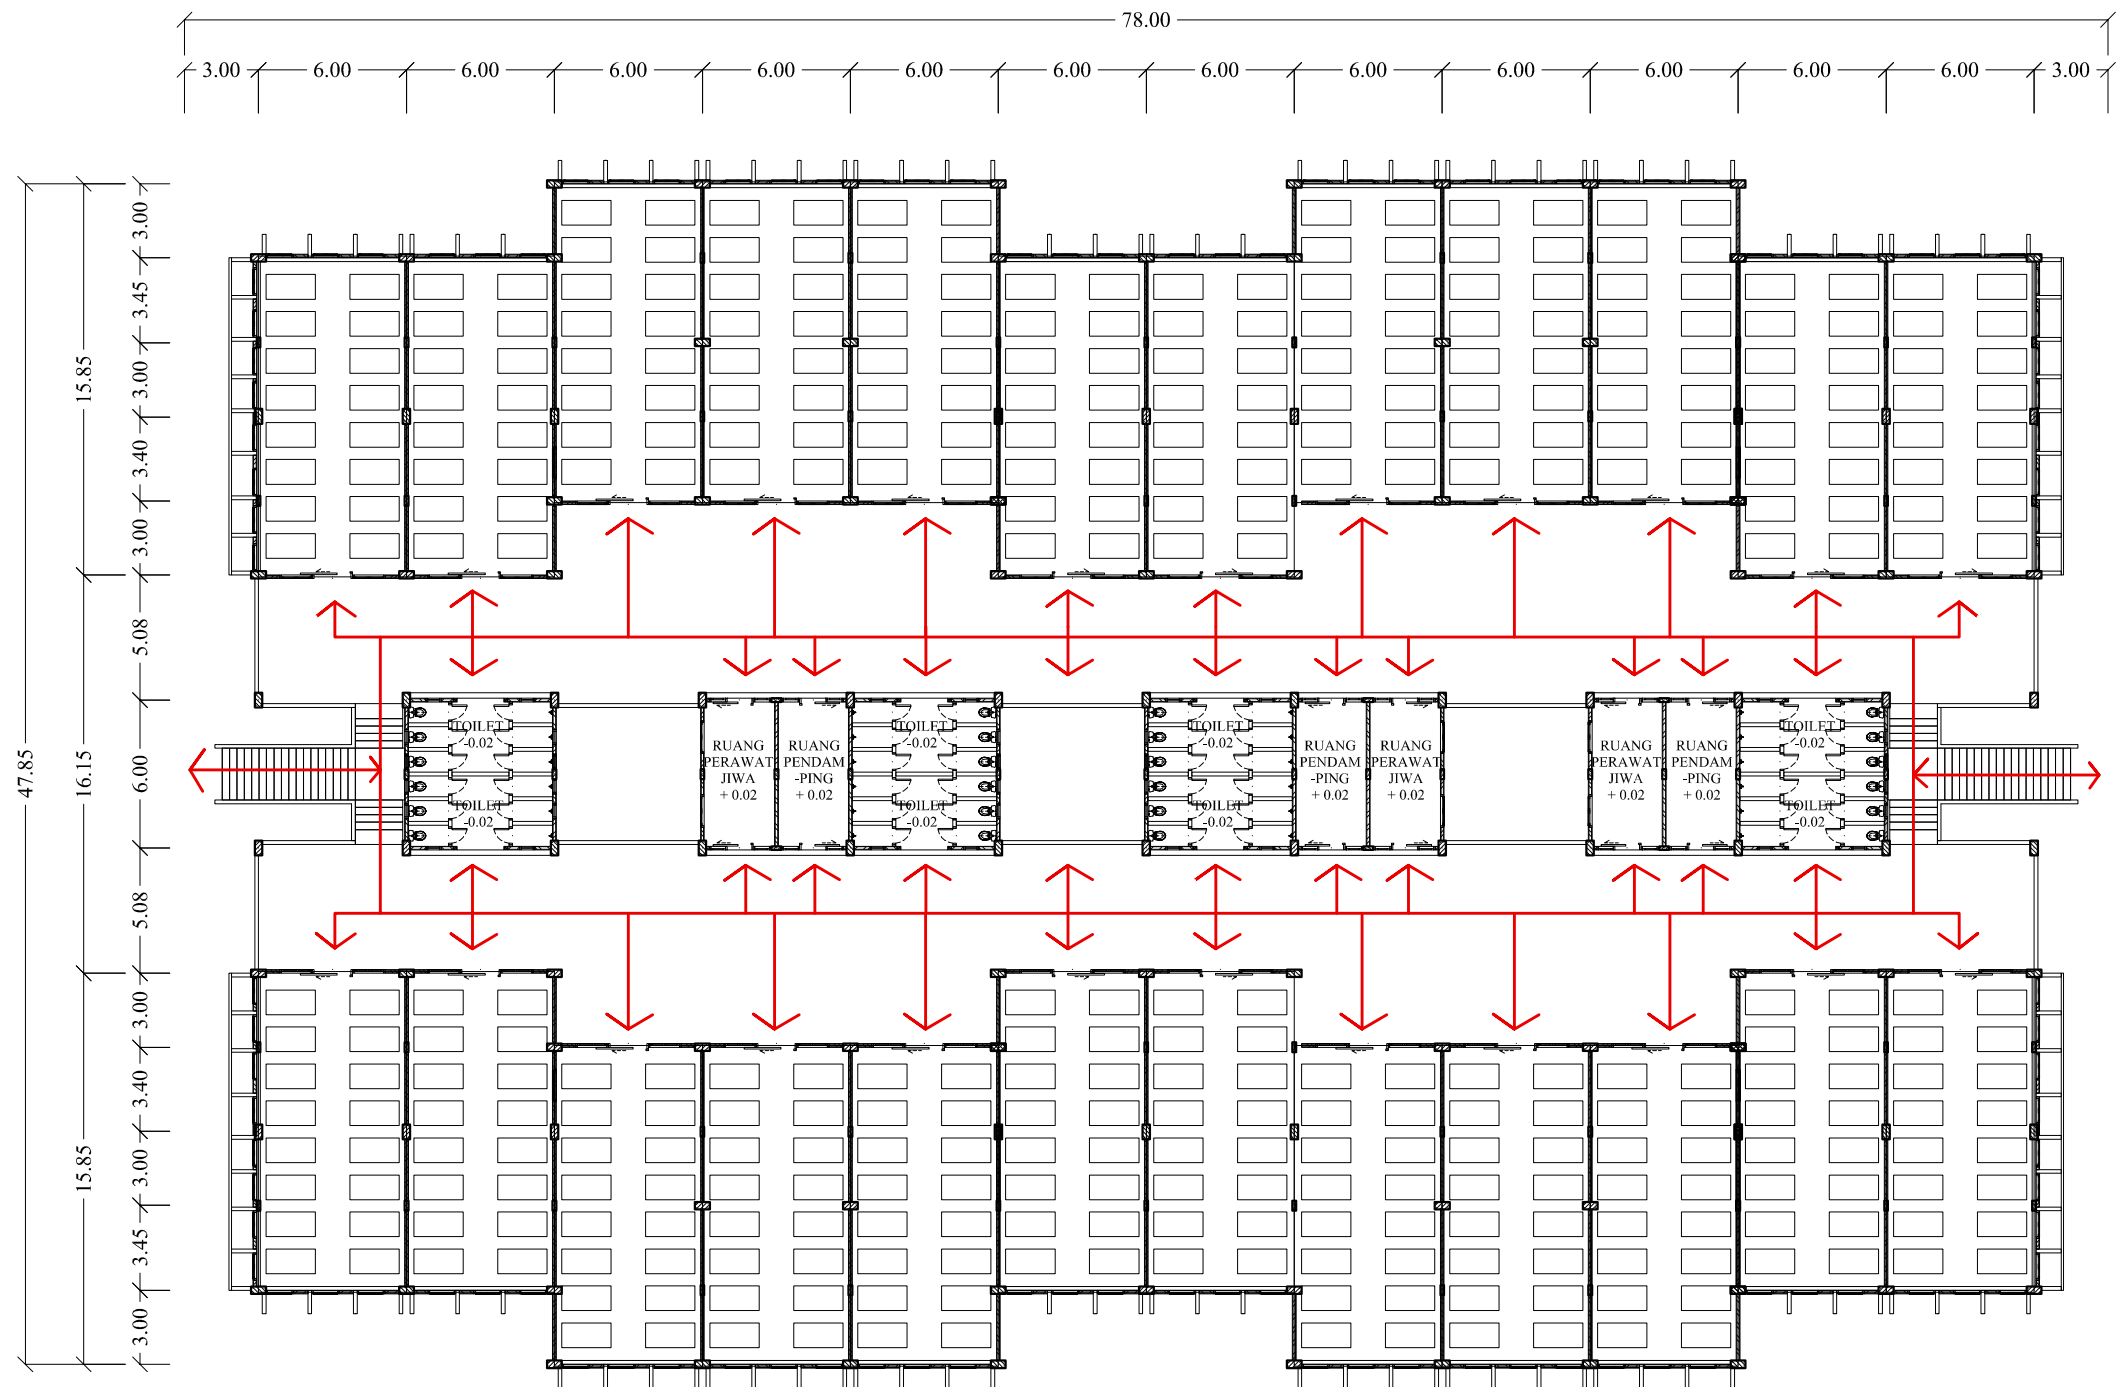 78.00
3.00 6.00 6.00 6.00 6.00 6.00 6.00 6.00 6.00 6.00 6.00 6.00 6.00 3.00
47.85
15.85
16.15
15.85
3.00
3.45
3.00
3.40
3.00
5.08
6.00
5.08
3.00
3.40
3.00
3.45
3.00
TOILET
-0.02
TOILET
-0.02
RUANG
PERAWAT
JIWA
+ 0.02
RUANG
PENDAM
-PING
+ 0.02
TOILET
-0.02
TOILET
-0.02
TOILET
-0.02
TOILET
-0.02
RUANG
PENDAM
-PING
+ 0.02
RUANG
PERAWAT
JIWA
+ 0.02
RUANG
PERAWAT
JIWA
+ 0.02
RUANG
PENDAM
-PING
+ 0.02
TOILET
-0.02
TOILET
-0.02